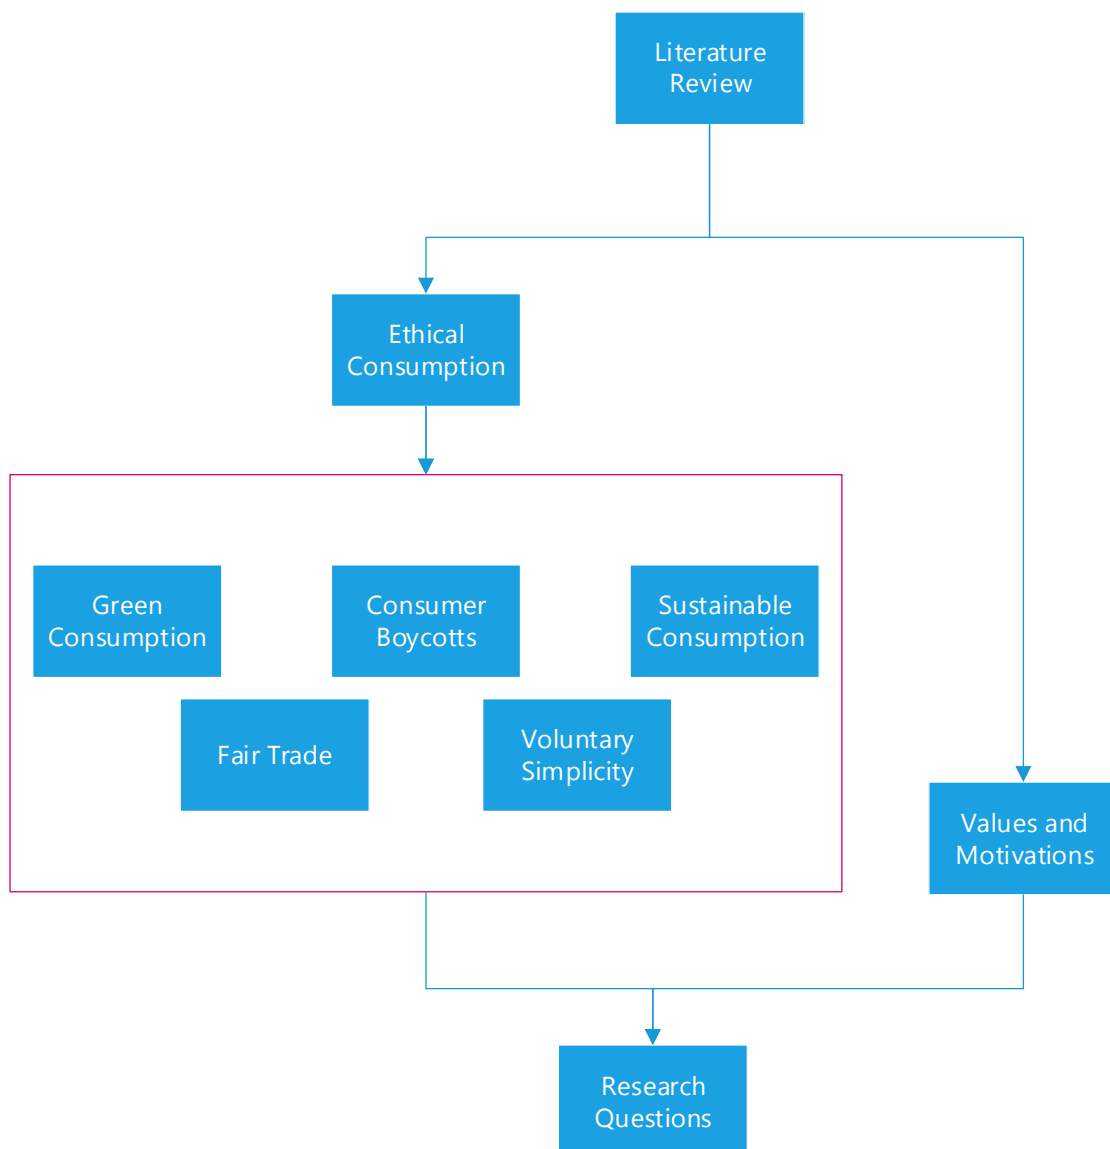 Literature
Review
Ethical
Consumption
Green
Consumption
Consumer
Boycotts
Sustainable
Consumption
Fair Trade
Voluntary
Simplicity
Values and
Motivations
Research
Questions